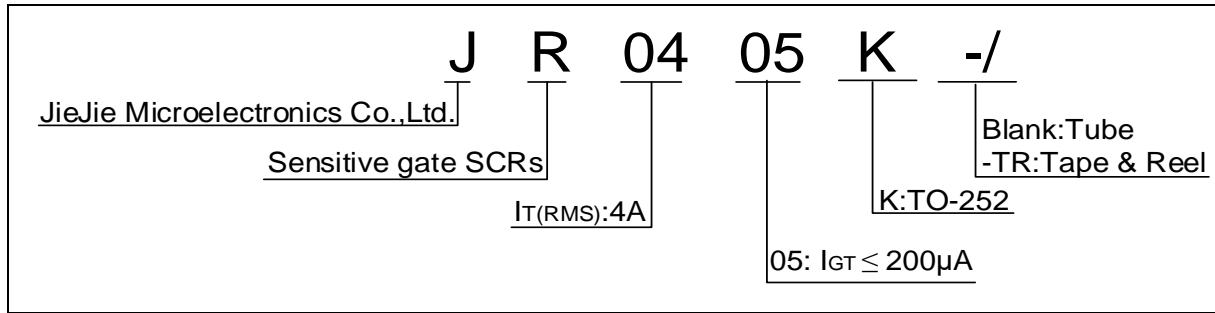 J R 04 05 K -/
JieJie Microelectronics Co.,Ltd.
Sensitive gate SCRs
IT(RMS):4A
05: IGT ≤ 200μA
K:TO-252
Blank:Tube
-TR:Tape & Reel